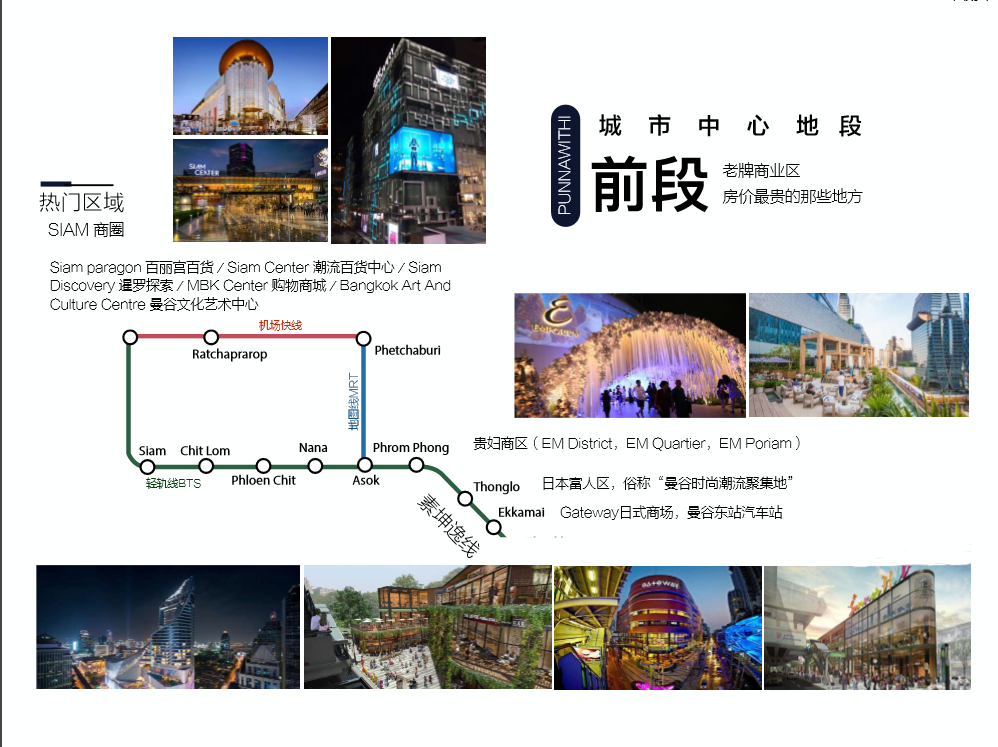 PUNNAWITHI
城市中心地段
前段
老牌商业区
房价最贵的那些地方
热门区域
SIAM 商圈
SIAM
CENTER
Siam paragon 百丽宫百货 / Siam Center 潮流百货中心 / Siam
Discovery 暹罗探索 / MBK Center 购物商城 / Bangkok Art And
Culture Centre 曼谷文化艺术中心
EMQUARTIER
机场快线
Ratchaprarop
Phetchaburi
地图线MRT
Siam
Chit Lom
Phloen Chit
Nana
Asok
Phrom Phong
轻轨线BTS
贵妇商区（EM District，EM Quartier，EM Poriam）
Thonglo
日本富人区，俗称“曼谷时尚潮流聚集地”
Ekkamai
Gateway日式商场，曼谷东站汽车站
素坤逸线
GATEWAY